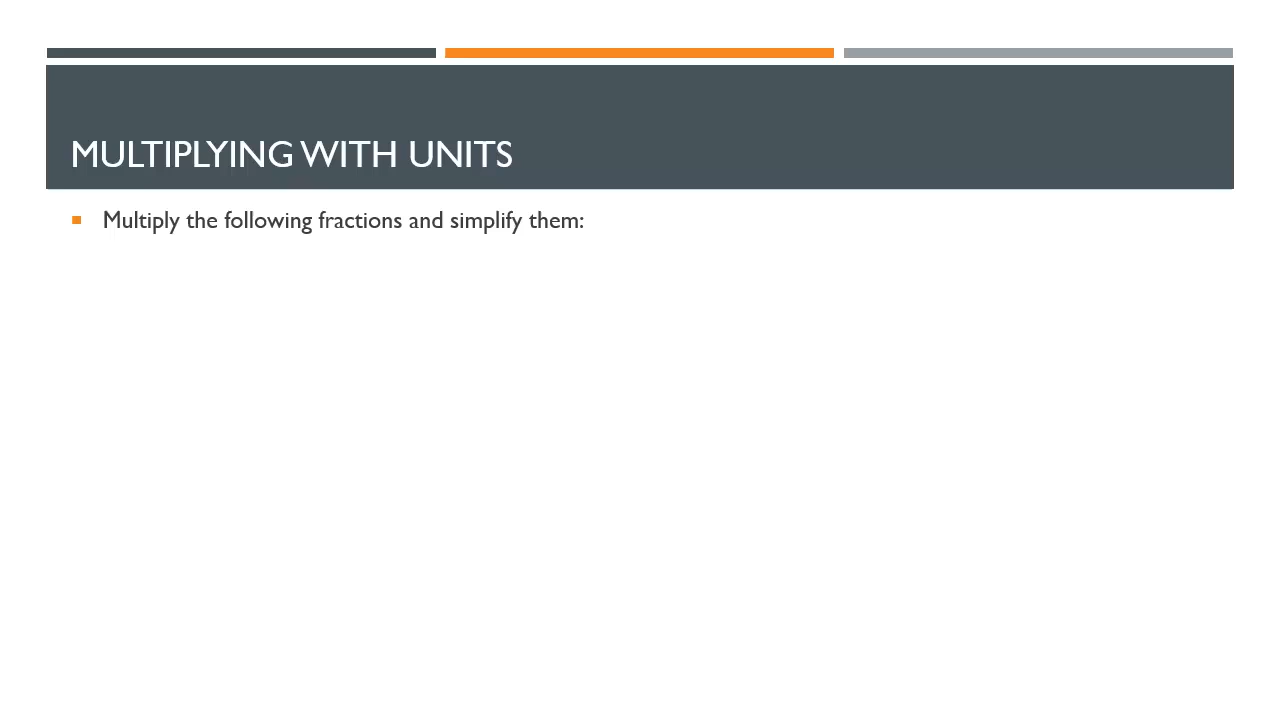 MULTIPLYING WITH UNITS
Multiply the following fractions and simplify them: